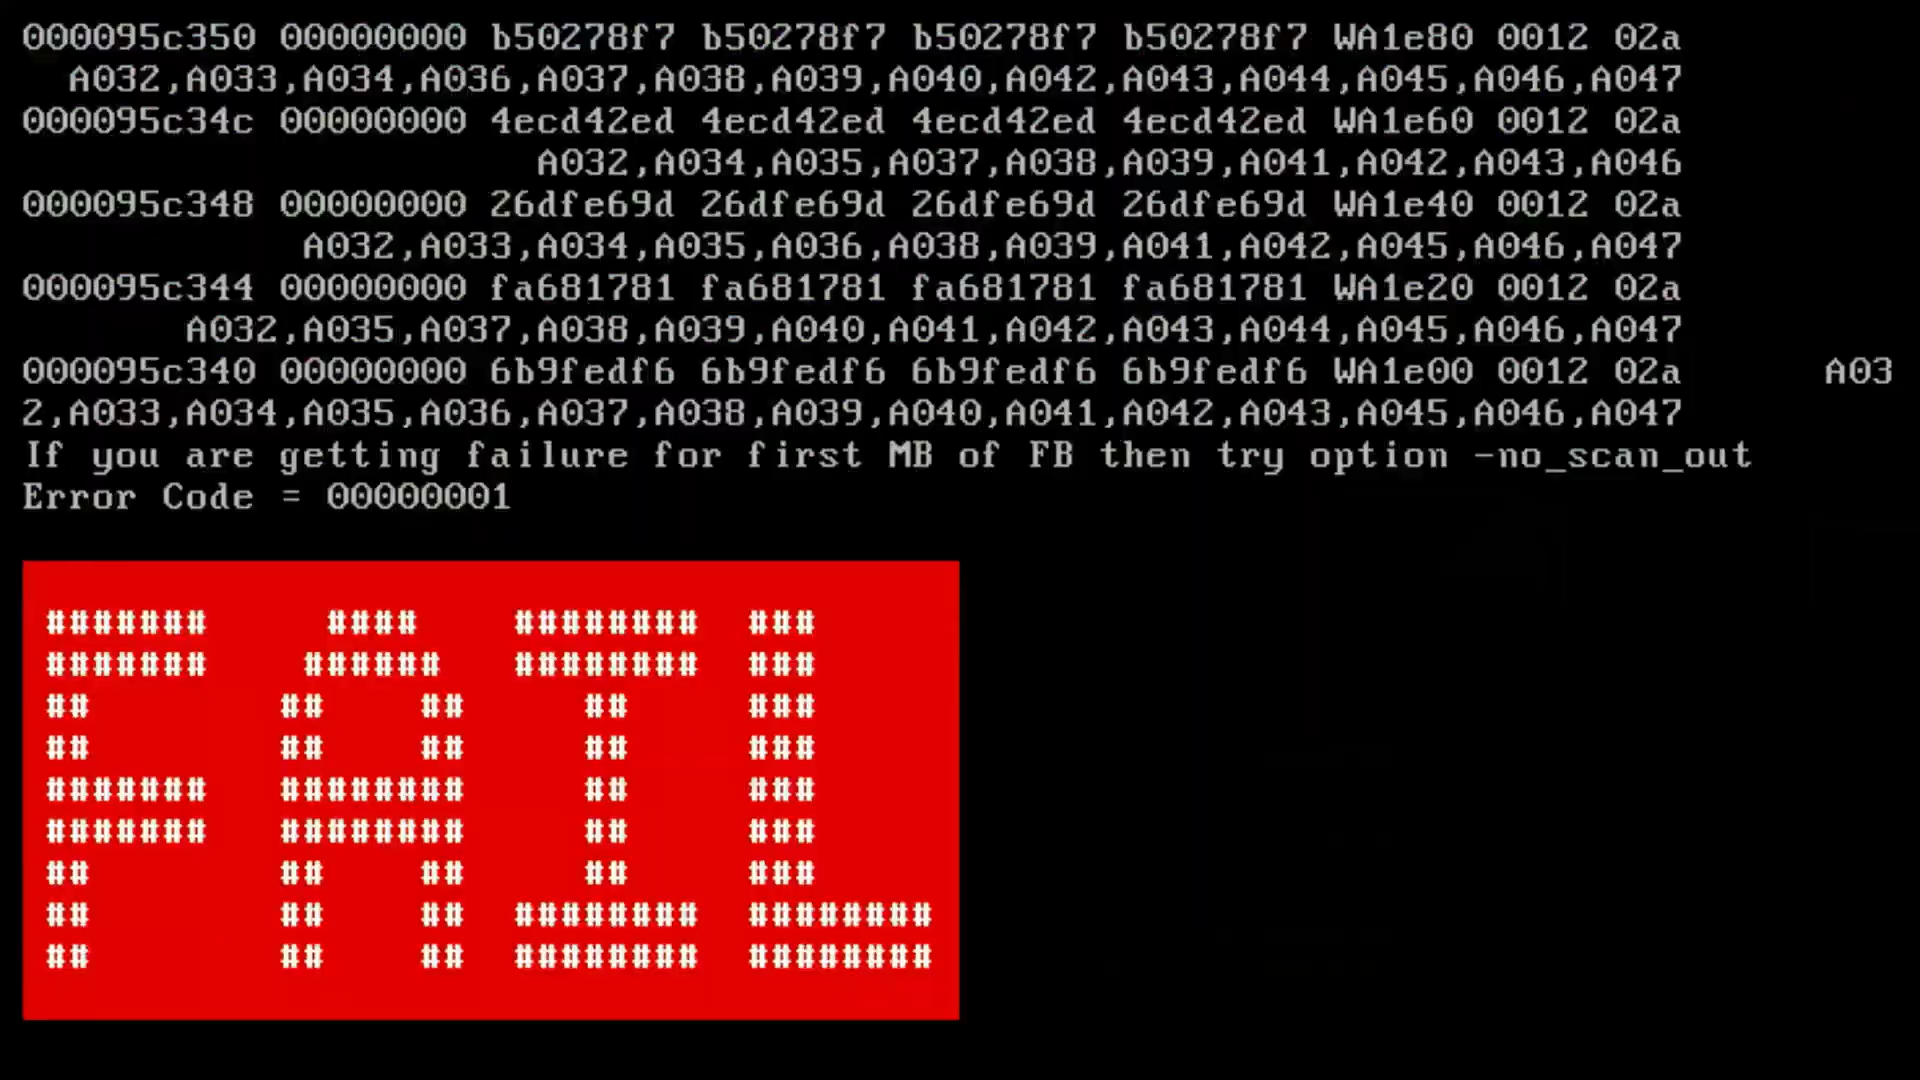 000095c350 00000000 b50278f7 b50278f7 b50278f7 b50278f7 WA1e80 0012 02a
A032,A033,A034,A036,A037,A038,A039,A040,A042,A043,A044,A045,A046,A047
000095c34c 00000000 4ecd42ed 4ecd42ed 4ecd42ed 4ecd42ed WA1e60 0012 02a
A032,A034,A035,A037,A038,A039,A041,A042,A043,A046
000095c348 00000000 26dfe69d 26dfe69d 26dfe69d 26dfe69d WA1e40 0012 02a
A032,A033,A034,A035,A036,A038,A039,A041,A042,A045,A046,A047
000095c344 00000000 fa681781 fa681781 fa681781 fa681781 WA1e20 0012 02a
A032,A035,A037,A038,A039,A040,A041,A042,A043,A044,A045,A046,A047
000095c340 00000000 6b9fedf6 6b9fedf6 6b9fedf6 6b9fedf6 WA1e00 0012 02a A03
2,A033,A034,A035,A036,A037,A038,A039,A040,A041,A042,A043,A045,A046,A047
If you are getting failure for first MB of FB then try option -no_scan_out
Error Code = 00000001
FAIL